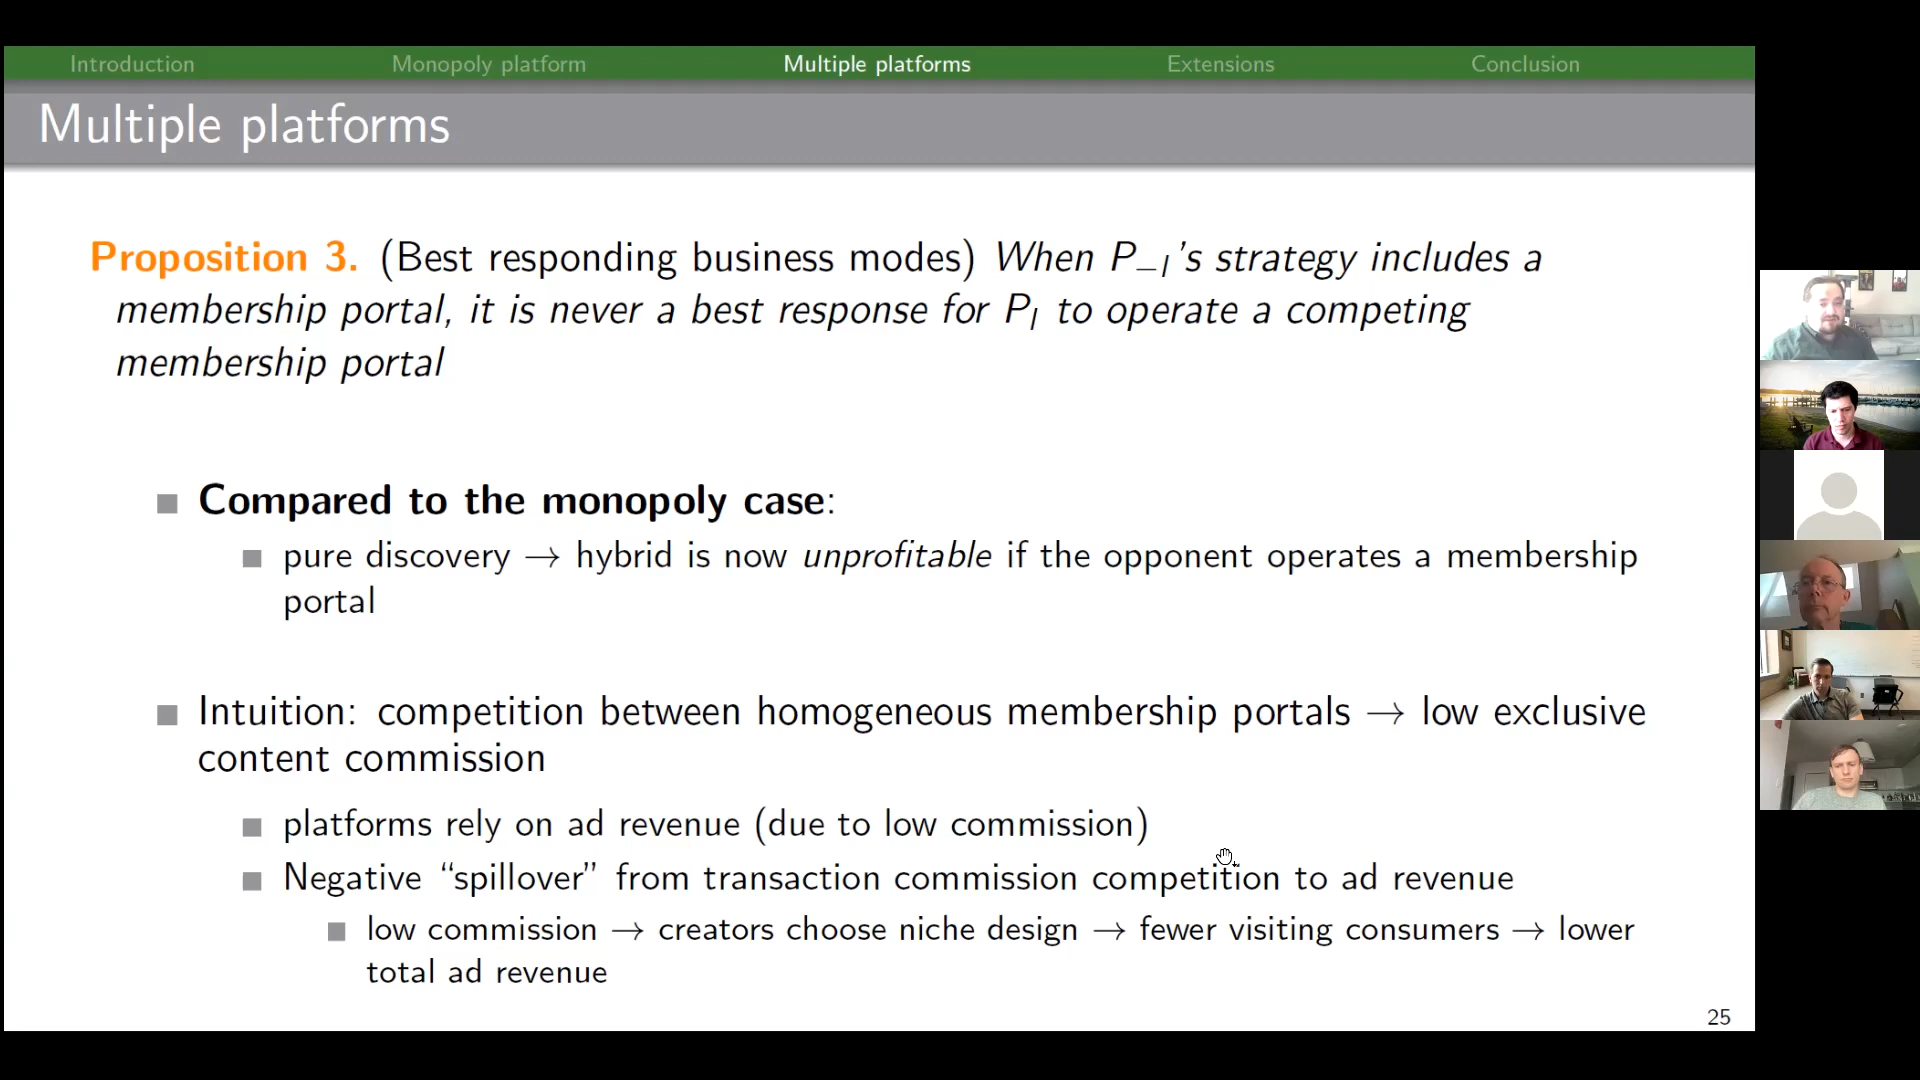 Introduction Monopoly platform Multiple platforms Extensions Conclusion
Multiple platforms
Proposition 3. (Best responding business modes) When P₋ₗ's strategy includes a
membership portal, it is never a best response for Pₗ to operate a competing
membership portal
Compared to the monopoly case:
pure discovery → hybrid is now unprofitable if the opponent operates a membership
portal
Intuition: competition between homogeneous membership portals → low exclusive
content commission
platforms rely on ad revenue (due to low commission)
Negative “spillover” from transaction commission competition to ad revenue
low commission → creators choose niche design → fewer visiting consumers → lower
total ad revenue
25